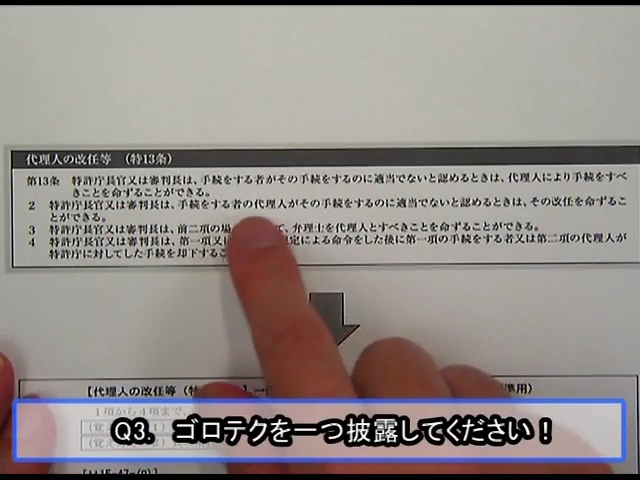 代理人の改任等 (特13条)
第13条 特許庁長官又は審判長は、手続をする者がその手続をするのに適当でないと認めるときは、代理人により手続をすべ
きことを命ずることができる。
2 特許庁長官又は審判長は、手続をする者の代理人がその手続をするのに適当でないと認めるときは、その改任を命ずるこ
とができる。
3 特許庁長官又は審判長は、前二項の場 て、弁理士を代理人とすべきことを命ずることができる。
4 特許庁長官又は審判長は、第一項又 定による命令をした後に第一項の手続をする者又は第二項の代理人が
特許庁に対してした手続を却下するこ
【代理人の改任等 (特 準用)
1項から4項まで、
Q3. ゴロテクを一つ披露してください!